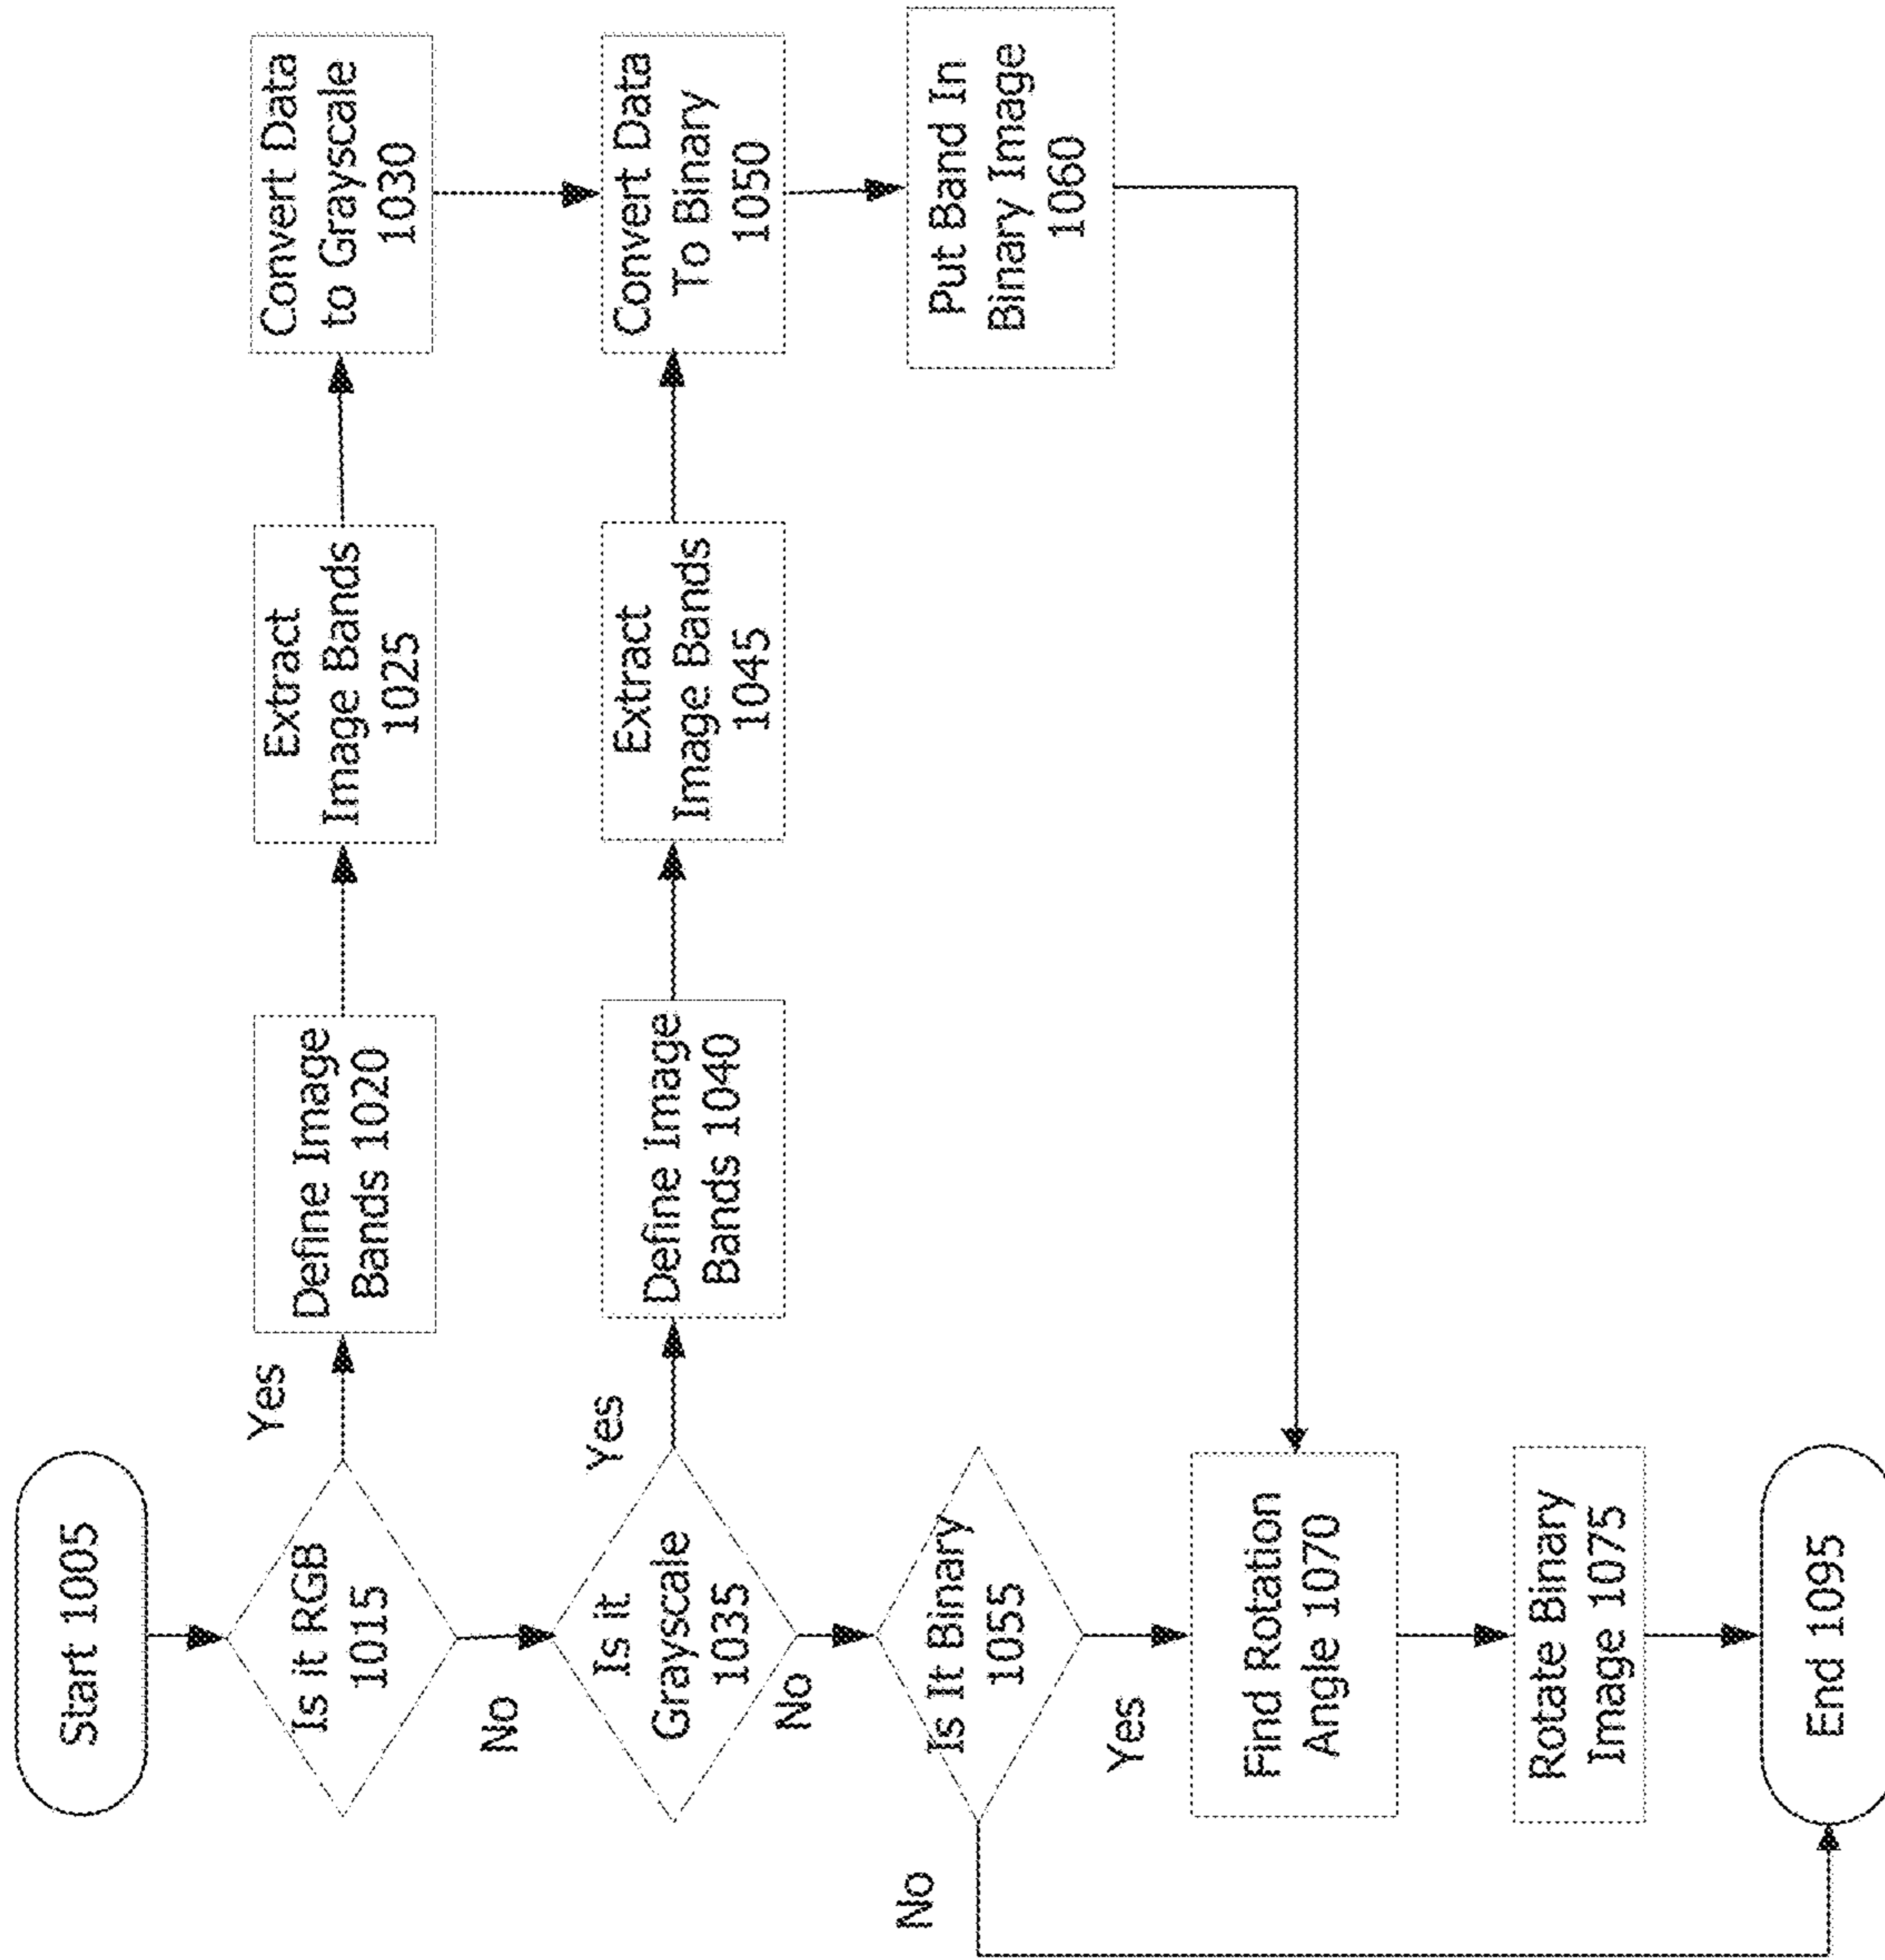 Start 1005
Is it RGB
1015
Yes
Define Image
Bands 1020
Extract
Image Bands
1025
Convert Data
to Grayscale
1030
No
Is it
Grayscale
1035
Yes
Define Image
Bands 1040
Extract
Image Bands
1045
Convert Data
To Binary
1050
No
Is It Binary
1055
Put Band In
Binary Image
1060
No
Yes
Find Rotation
Angle 1070
Rotate Binary
Image 1075
End 1095